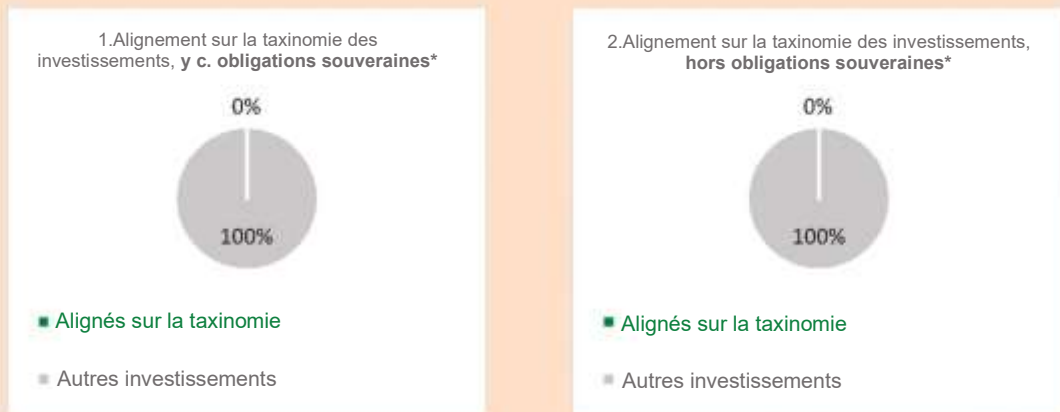 1.Alignement sur la taxinomie des
investissements, y c. obligations souveraines*
0%
100%
Alignés sur la taxinomie
Autres investissements
2.Alignement sur la taxinomie des investissements,
hors obligations souveraines*
0%
100%
Alignés sur la taxinomie
Autres investissements